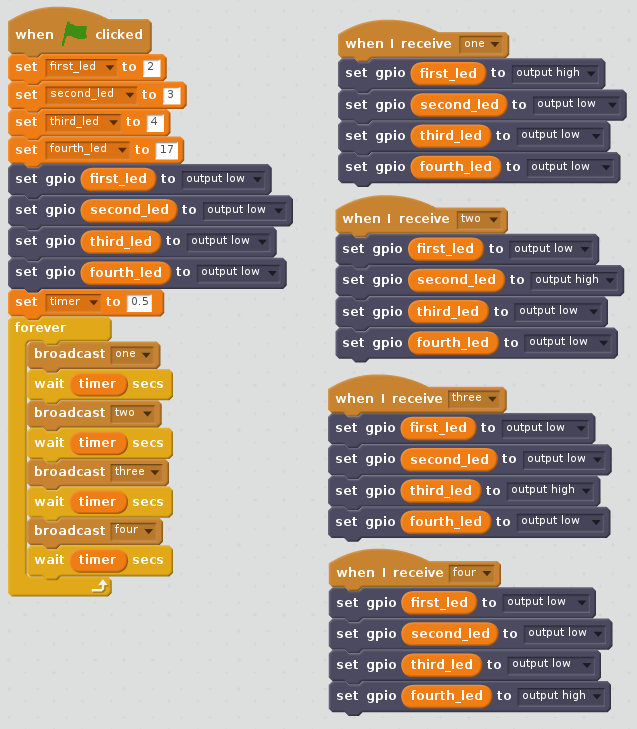 when clicked
set first_led to 2
set second_led to 3
set third_led to 4
set fourth_led to 17
set gpio first_led to output low
set gpio second_led to output low
set gpio third_led to output low
set gpio fourth_led to output low
set timer to 0.5
forever
broadcast one
wait timer secs
broadcast two
wait timer secs
broadcast three
wait timer secs
broadcast four
wait timer secs
when I receive one
set gpio first_led to output high
set gpio second_led to output low
set gpio third_led to output low
set gpio fourth_led to output low
when I receive two
set gpio first_led to output low
set gpio second_led to output high
set gpio third_led to output low
set gpio fourth_led to output low
when I receive three
set gpio first_led to output low
set gpio second_led to output low
set gpio third_led to output high
set gpio fourth_led to output low
when I receive four
set gpio first_led to output low
set gpio second_led to output low
set gpio third_led to output low
set gpio fourth_led to output high